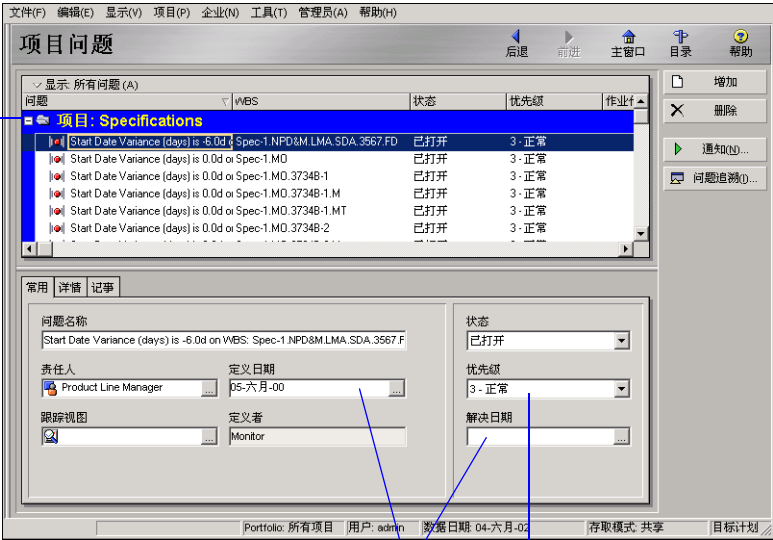 文件(F) 编辑(E) 显示(V) 项目(P) 企业(N) 工具(T) 管理员(A) 帮助(H)
项目问题
后退 前进 主窗口 目录 帮助
显示: 所有问题 (A)
问题 WBS 状态 优先级
项目: Specifications
Start Date Variance (days) is -6.0d Spec-1.NPD&M.LMA.SDA.3567.FD 已打开 3 - 正常
Start Date Variance (days) is 0.0d or Spec-1.MO 已打开 3 - 正常
Start Date Variance (days) is 0.0d or Spec-1.MO.3734B-1 已打开 3 - 正常
Start Date Variance (days) is 0.0d or Spec-1.MO.3734B-1.M 已打开 3 - 正常
Start Date Variance (days) is 0.0d or Spec-1.MO.3734B-1.MT 已打开 3 - 正常
Start Date Variance (days) is 0.0d or Spec-1.MO.3734B-2 已打开 3 - 正常
增加
删除
通知(N)...
问题追溯(I)...
常用 详情 记事
问题名称
Start Date Variance (days) is -6.0d on WBS: Spec-1.NPD&M.LMA.SDA.3567.F
责任人 定义日期
Product Line Manager ... 05-六月-00 ...
跟踪视图 定义者
... Monitor
状态
已打开
优先级
3 - 正常
解决日期
...
Portfolio: 所有项目 用户: admin 数据日期: 04-六月-02 存取模式: 共享 目标计划